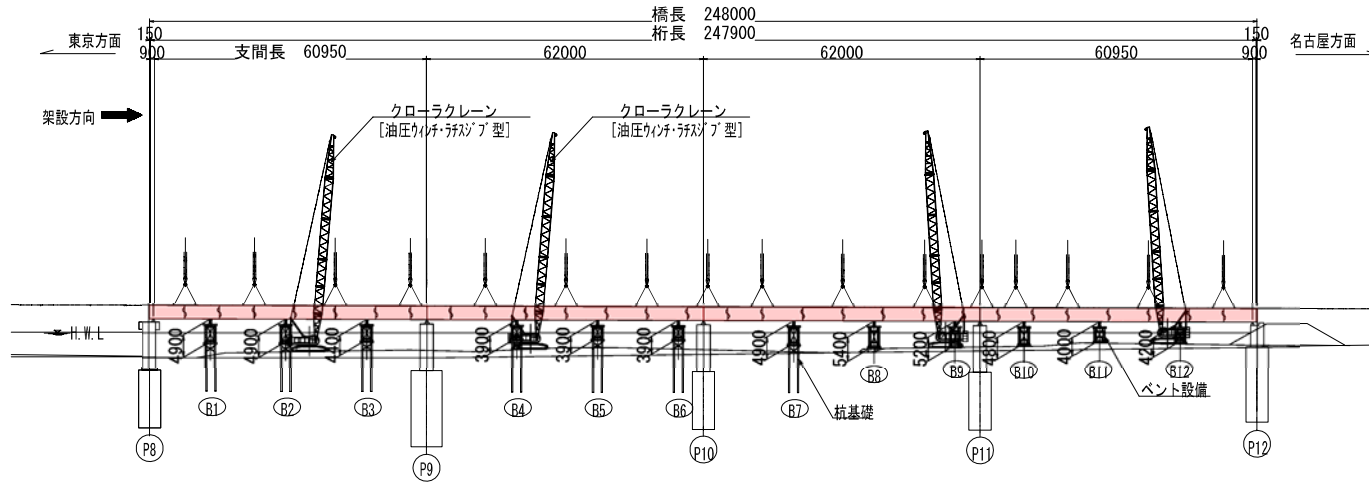 橋長 248000
150 桁長 247900 150
東京方面 名古屋方面
900 支間長 60950 62000 62000 60950 900
架設方向
クローラクレーン クローラクレーン
[油圧ウィンチ・ラチスジブ型] [油圧ウィンチ・ラチスジブ型]
H.W.L
4900 4900 4400 3900 3900 3900 4900 5400 5200 4800 4000 4200
B8 B9 B10 B11 B12
ベント設備
B1 B2 B3 B4 B5 B6 B7 杭基礎
P8 P9 P10 P11 P12